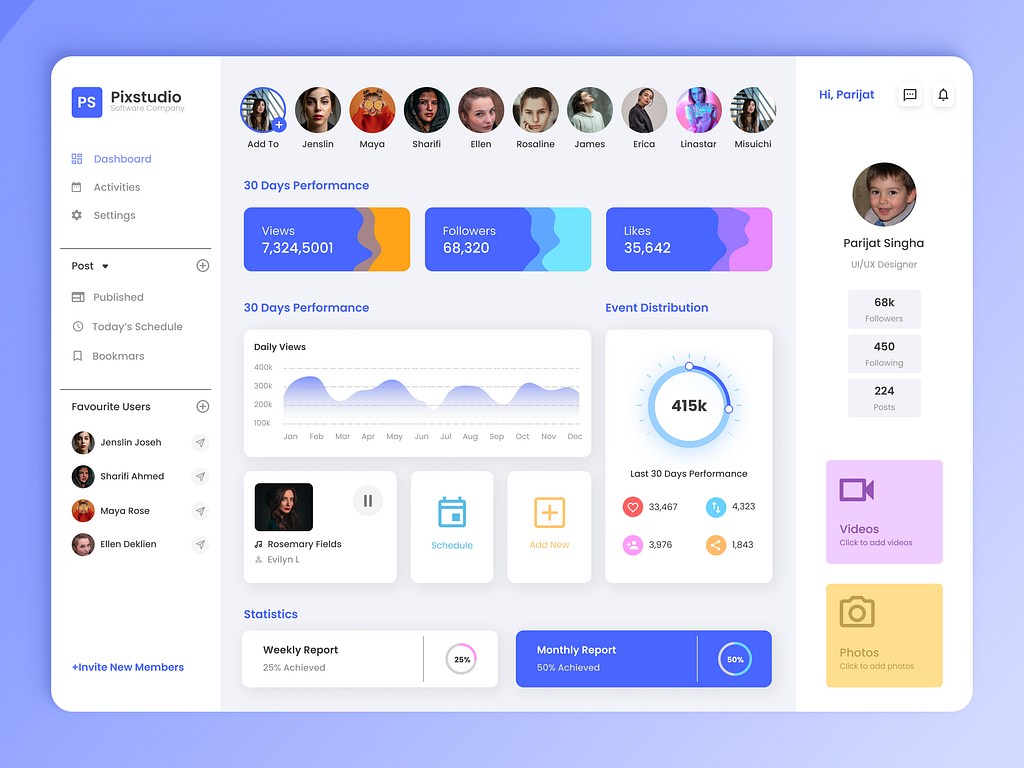 PS
Pixstudio
Software Company
Dashboard
Activities
Settings
Post
Published
Today's Schedule
Bookmars
Favourite Users
Jenslin Joseh
Sharifi Ahmed
Maya Rose
Ellen Deklien
+Invite New Members
Add To
Jenslin
Maya
Sharifi
Ellen
Rosaline
James
Erica
Linastar
Misuichi
30 Days Performance
Views
7,324,5001
Followers
68,320
Likes
35,642
30 Days Performance
Daily Views
400k
300k
200k
100k
Jan Feb Mar Apr May Jun Jul Aug Sep Oct Nov Dec
Rosemary Fields
Evilyn L
Schedule
Add New
Event Distribution
415k
Last 30 Days Performance
33,467
4,323
3,976
1,843
Statistics
Weekly Report
25% Achieved
25%
Monthly Report
50% Achieved
50%
Hi, Parijat
Parijat Singha
UI/UX Designer
68k
Followers
450
Following
224
Posts
Videos
Click to add videos
Photos
Click to add photos